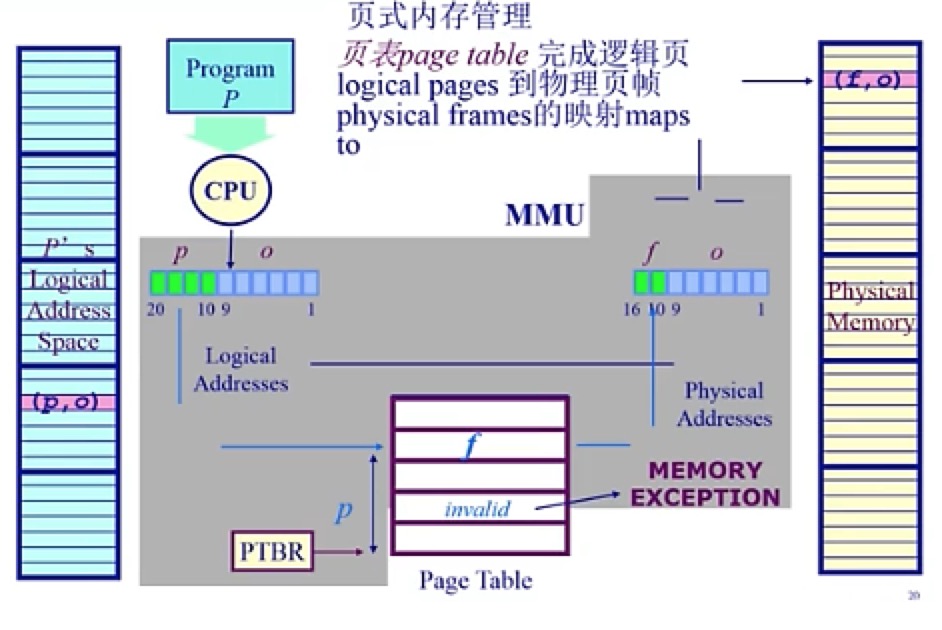 页式内存管理
页表page table 完成逻辑页
logical pages 到物理页帧
physical frames的映射maps
to
Program
P
CPU
MMU
(f,o)
p o
f o
20 10 9 1
16 10 9 1
P's
Logical
Address
Space
(p,o)
Logical
Addresses
Physical
Addresses
Physical
Memory
f
p
invalid
MEMORY
EXCEPTION
PTBR
Page Table
20